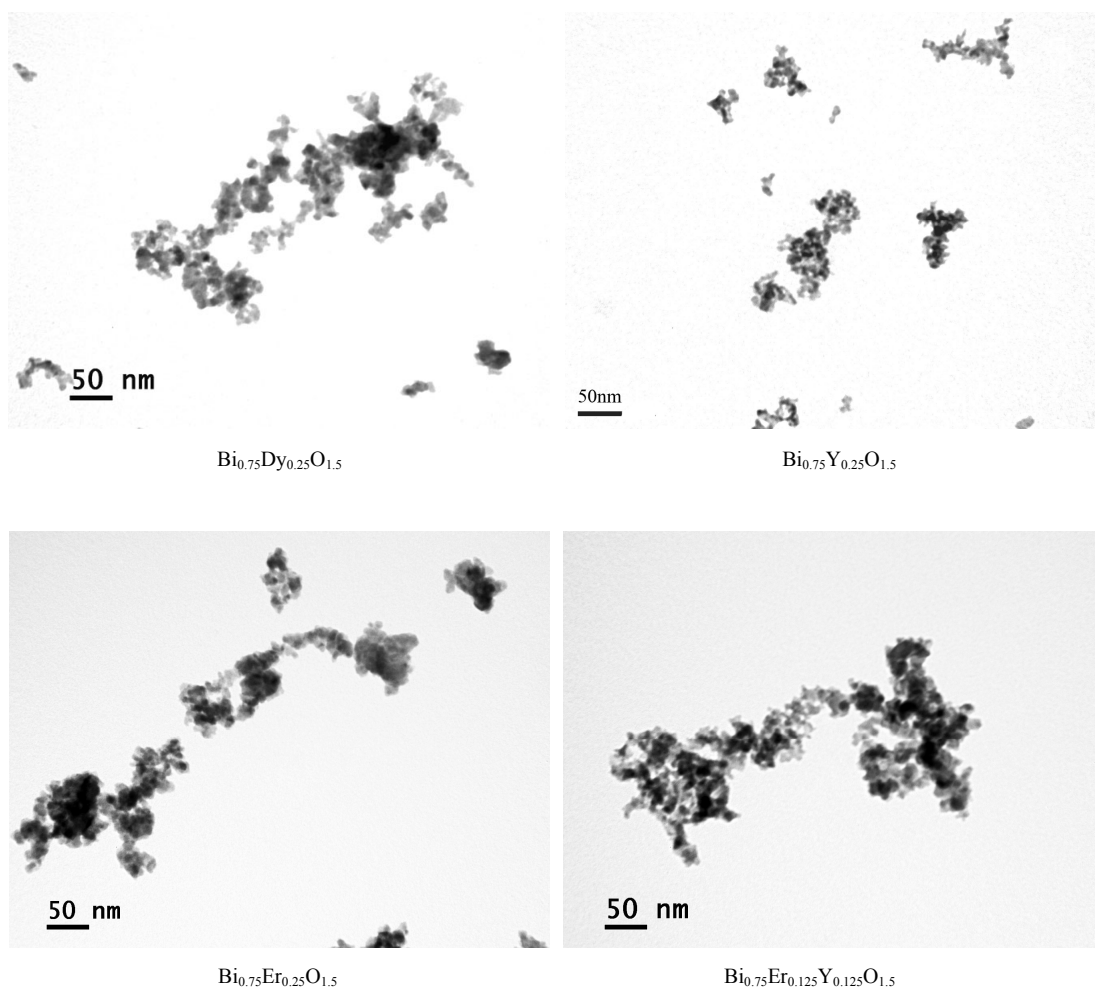 50 nm
50nm
Bi₀.₇₅Dy₀.₂₅O₁.₅
Bi₀.₇₅Y₀.₂₅O₁.₅
50 nm
50 nm
Bi₀.₇₅Er₀.₂₅O₁.₅
Bi₀.₇₅Er₀.₁₂₅Y₀.₁₂₅O₁.₅